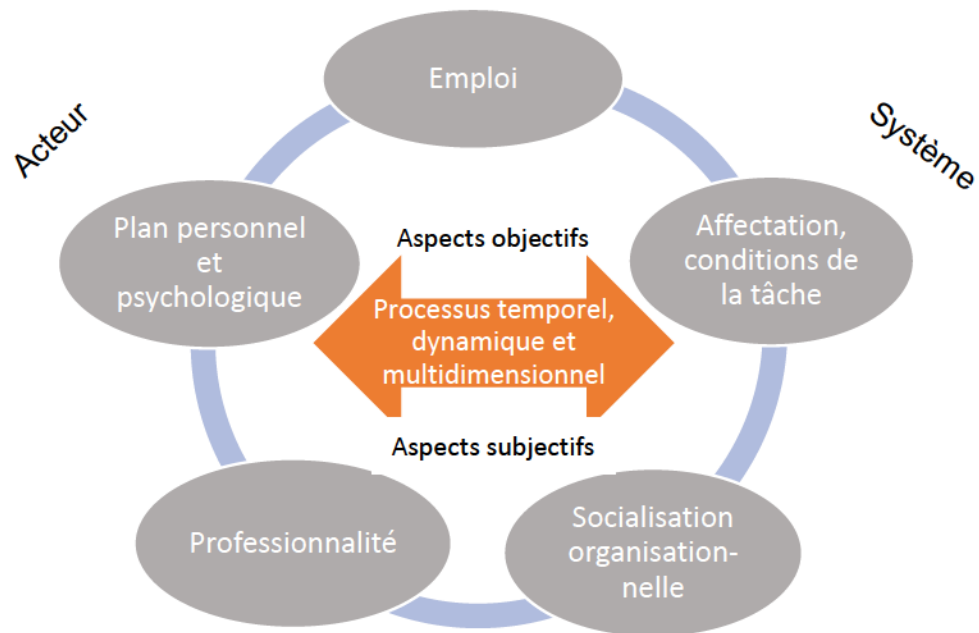 Emploi
Acteur
Système
Plan personnel
et
psychologique
Affectation,
conditions de
la tâche
Aspects objectifs
Processus temporel,
dynamique et
multidimensionnel
Aspects subjectifs
Professionnalité
Socialisation
organisation-
nelle